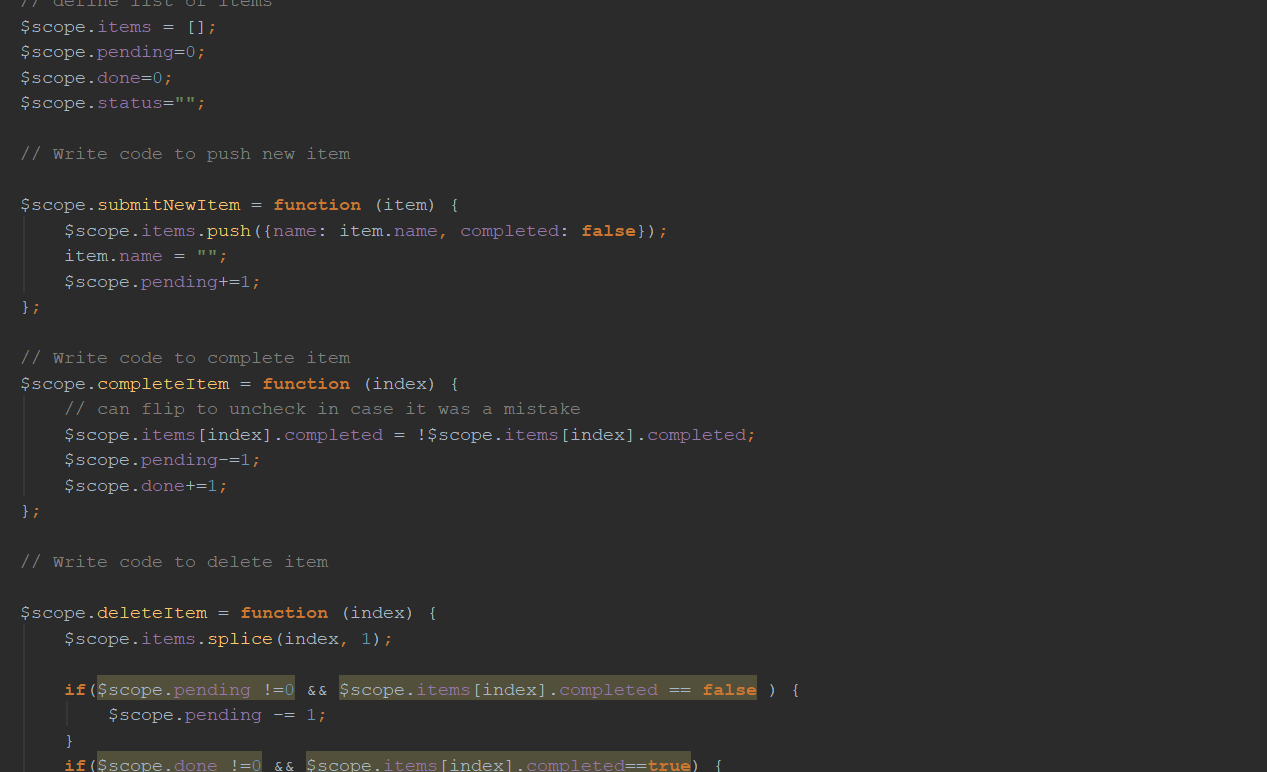 // define list of items
$scope.items = [];
$scope.pending=0;
$scope.done=0;
$scope.status="";
// Write code to push new item
$scope.submitNewItem = function (item) {
$scope.items.push({name: item.name, completed: false});
item.name = "";
$scope.pending+=1;
};
// Write code to complete item
$scope.completeItem = function (index) {
// can flip to uncheck in case it was a mistake
$scope.items[index].completed = !$scope.items[index].completed;
$scope.pending-=1;
$scope.done+=1;
};
// Write code to delete item
$scope.deleteItem = function (index) {
$scope.items.splice(index, 1);
if($scope.pending !=0 && $scope.items[index].completed == false ) {
$scope.pending -= 1;
}
if($scope.done !=0 && $scope.items[index].completed==true) {